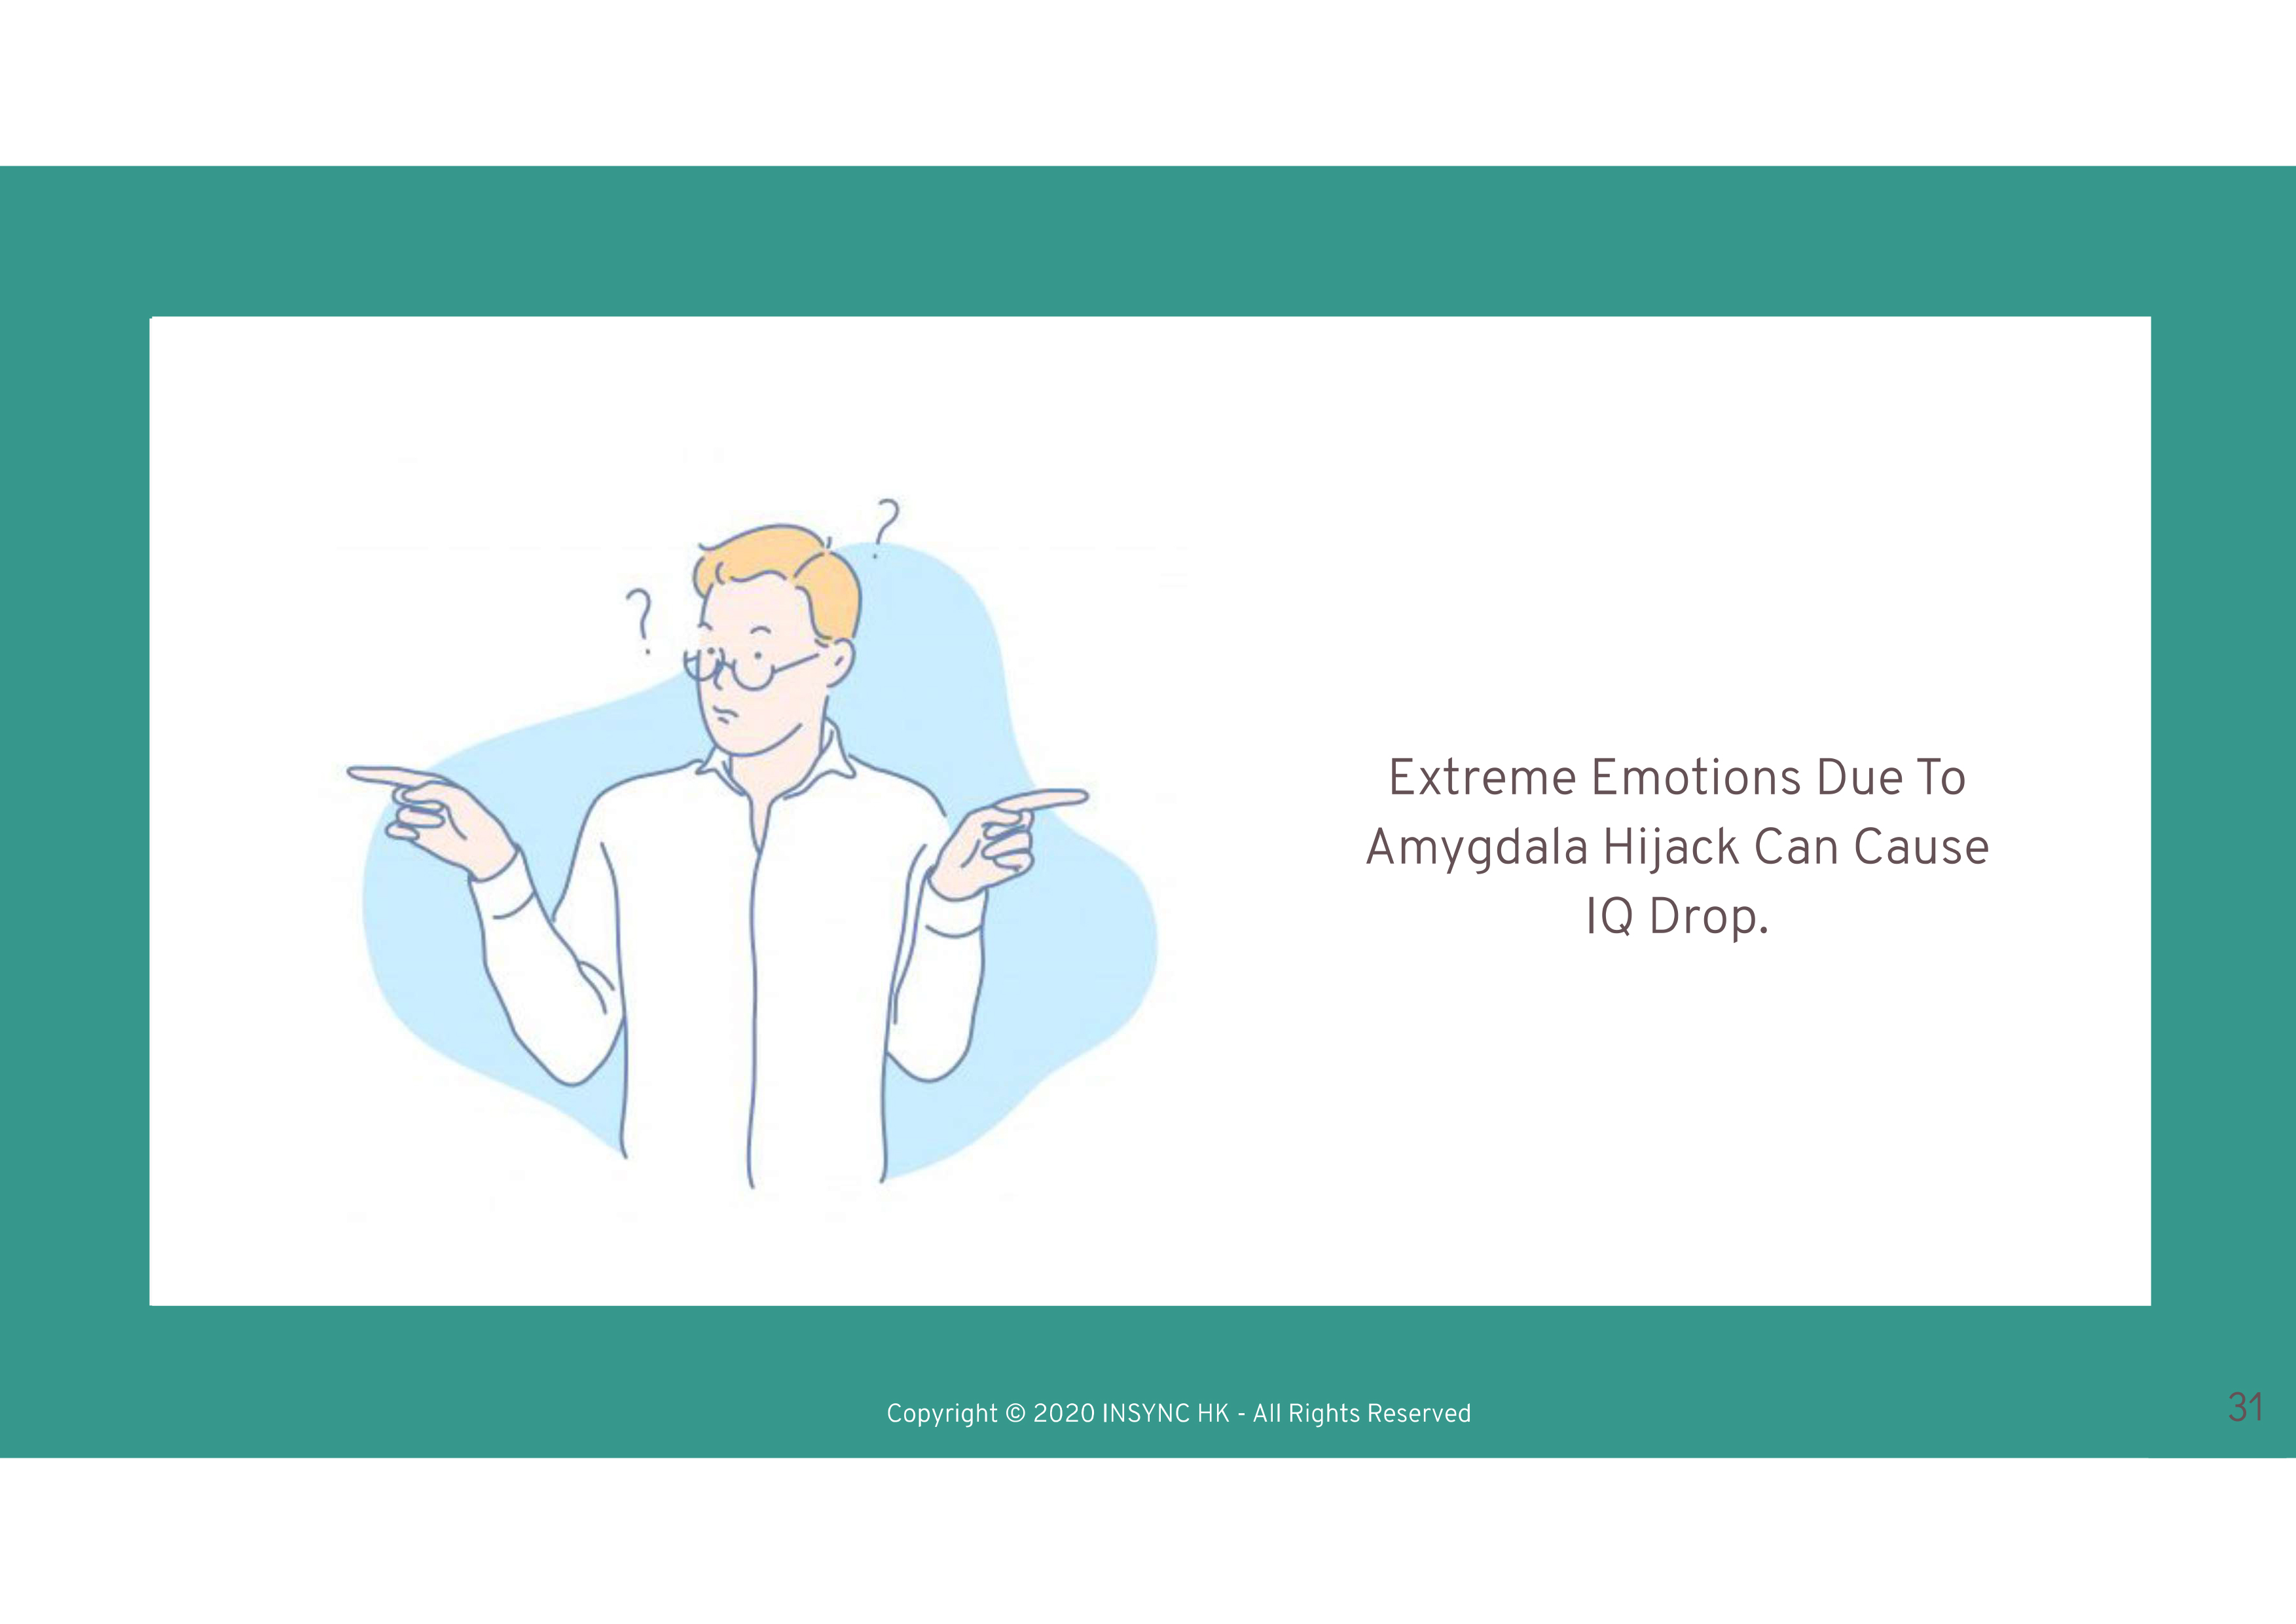 ?
?
Extreme Emotions Due To
Amygdala Hijack Can Cause
IQ Drop.
Copyright © 2020 INSYNC HK - All Rights Reserved
31